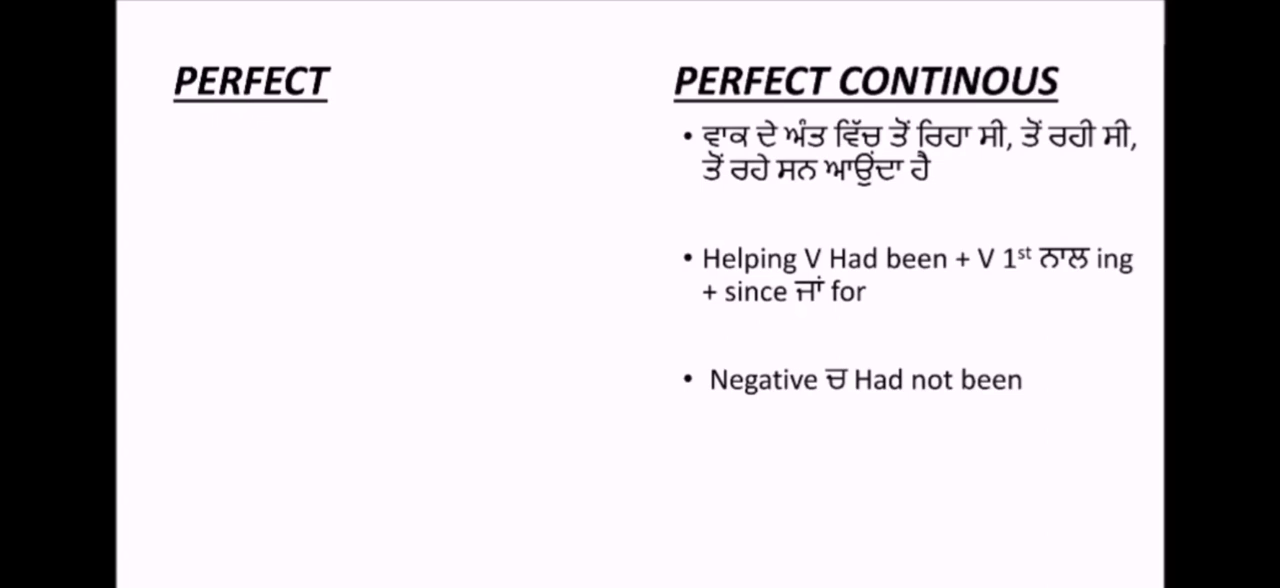 PERFECT
PERFECT CONTINOUS
• ਵਾਕ ਦੇ ਅੰਤ ਵਿੱਚ ਤੋਂ ਰਿਹਾ ਸੀ, ਤੋਂ ਰਹੀ ਸੀ,
ਤੋਂ ਰਹੇ ਸਨ ਆਉਂਦਾ ਹੈ
• Helping V Had been + V 1st ਨਾਲ ing
+ since ਜਾਂ for
• Negative ਚ Had not been